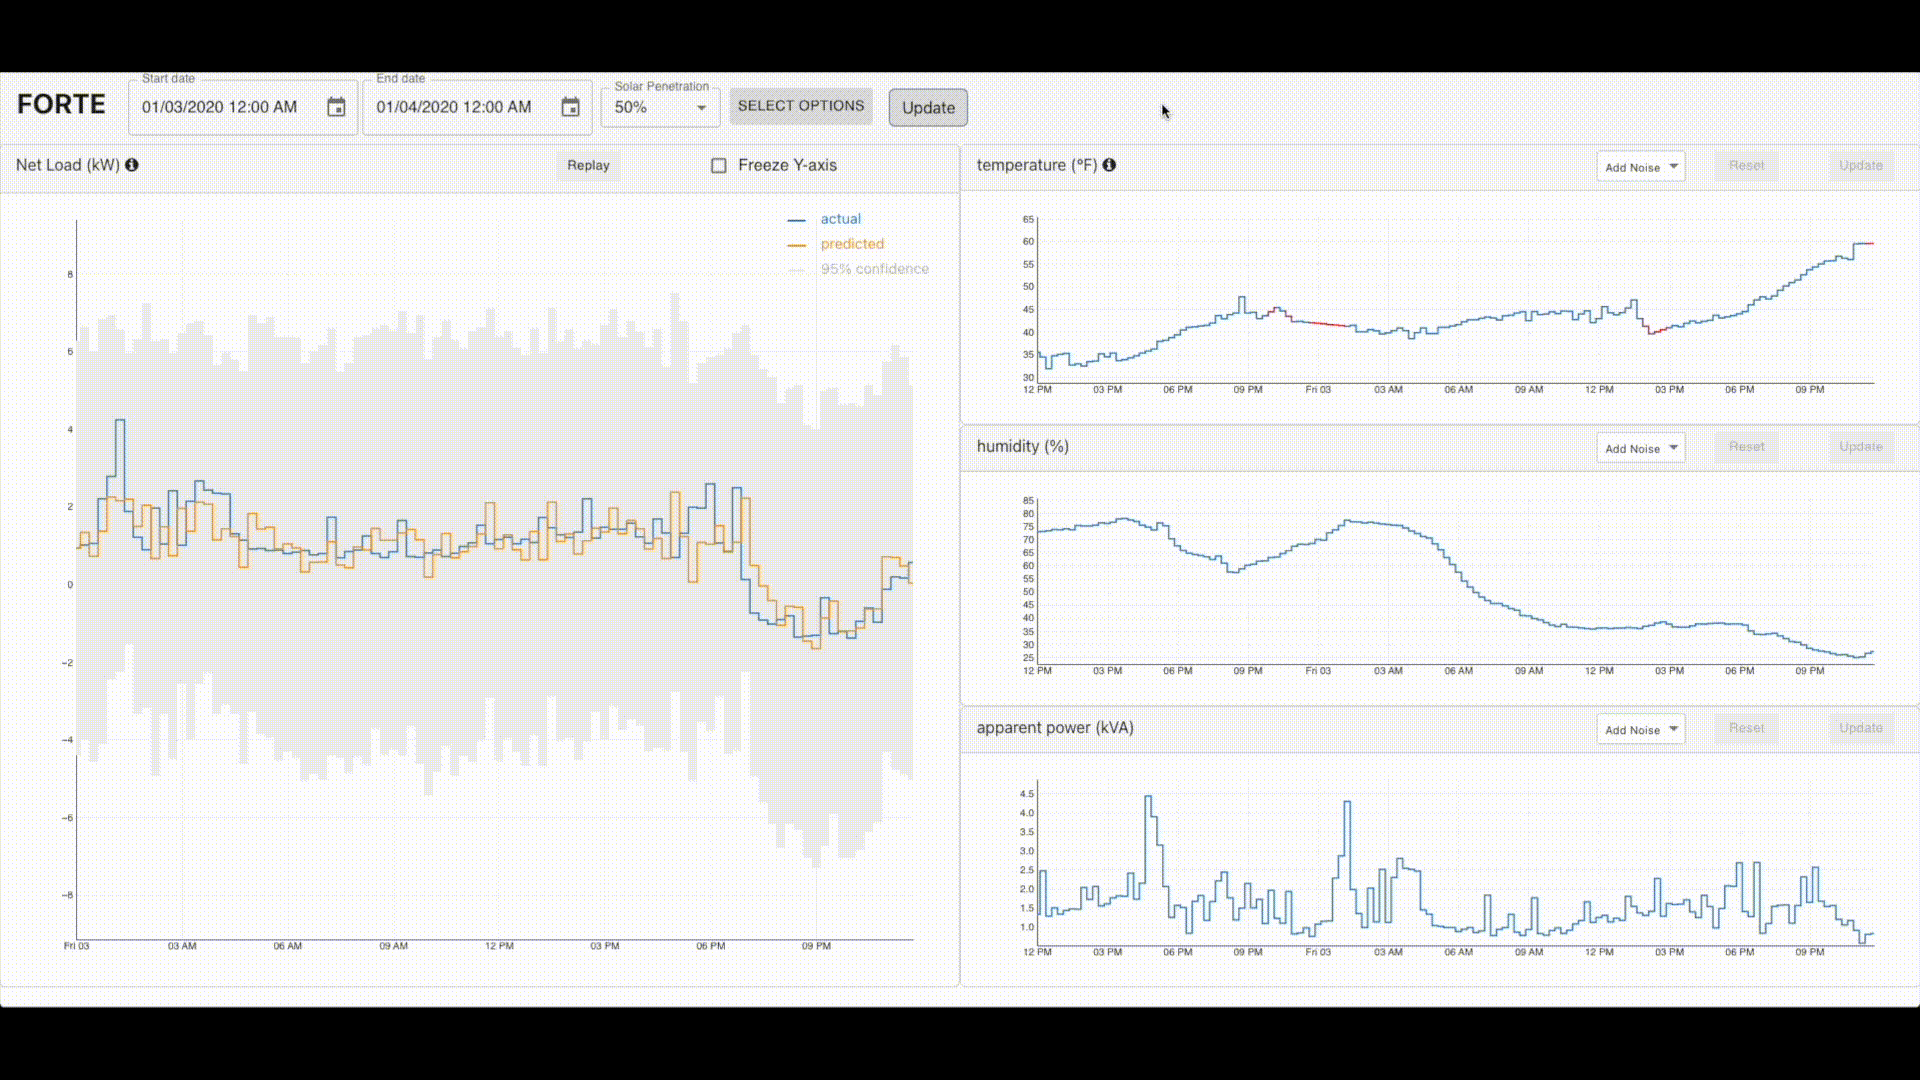 FORTE
Start date
01/03/2020 12:00 AM
End date
01/04/2020 12:00 AM
Solar Penetration
50%
SELECT OPTIONS
Update
Net Load (kW)
Replay
Freeze Y-axis
actual
predicted
95% confidence
8
6
4
2
0
−2
−4
−6
−8
Fri 03 03 AM 06 AM 09 AM 12 PM 03 PM 06 PM 09 PM
temperature (°F)
Add Noise
Reset
Update
65
60
55
50
45
40
35
30
12 PM 03 PM 06 PM 09 PM Fri 03 03 AM 06 AM 09 AM 12 PM 03 PM 06 PM 09 PM
humidity (%)
Add Noise
Reset
Update
85
80
75
70
65
60
55
50
45
40
35
30
25
12 PM 03 PM 06 PM 09 PM Fri 03 03 AM 06 AM 09 AM 12 PM 03 PM 06 PM 09 PM
apparent power (kVA)
Add Noise
Reset
Update
4.5
4.0
3.5
3.0
2.5
2.0
1.5
1.0
12 PM 03 PM 06 PM 09 PM Fri 03 03 AM 06 AM 09 AM 12 PM 03 PM 06 PM 09 PM